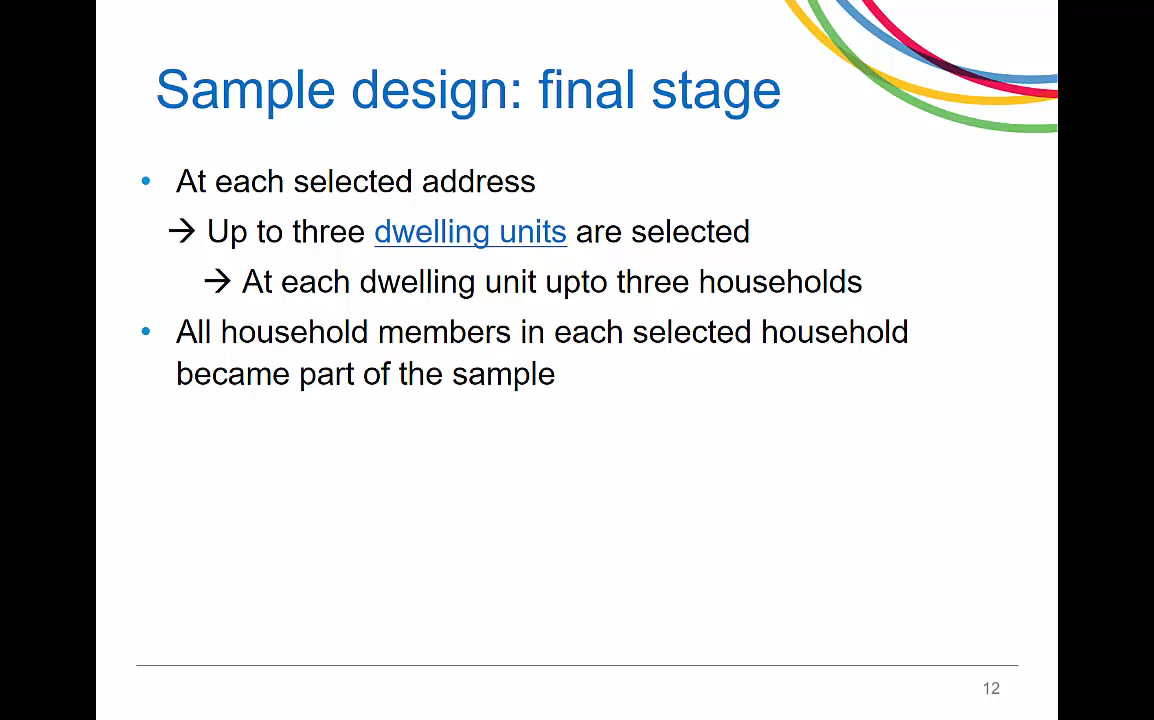 Sample design: final stage
• At each selected address
→ Up to three dwelling units are selected
→ At each dwelling unit upto three households
• All household members in each selected household
became part of the sample
12